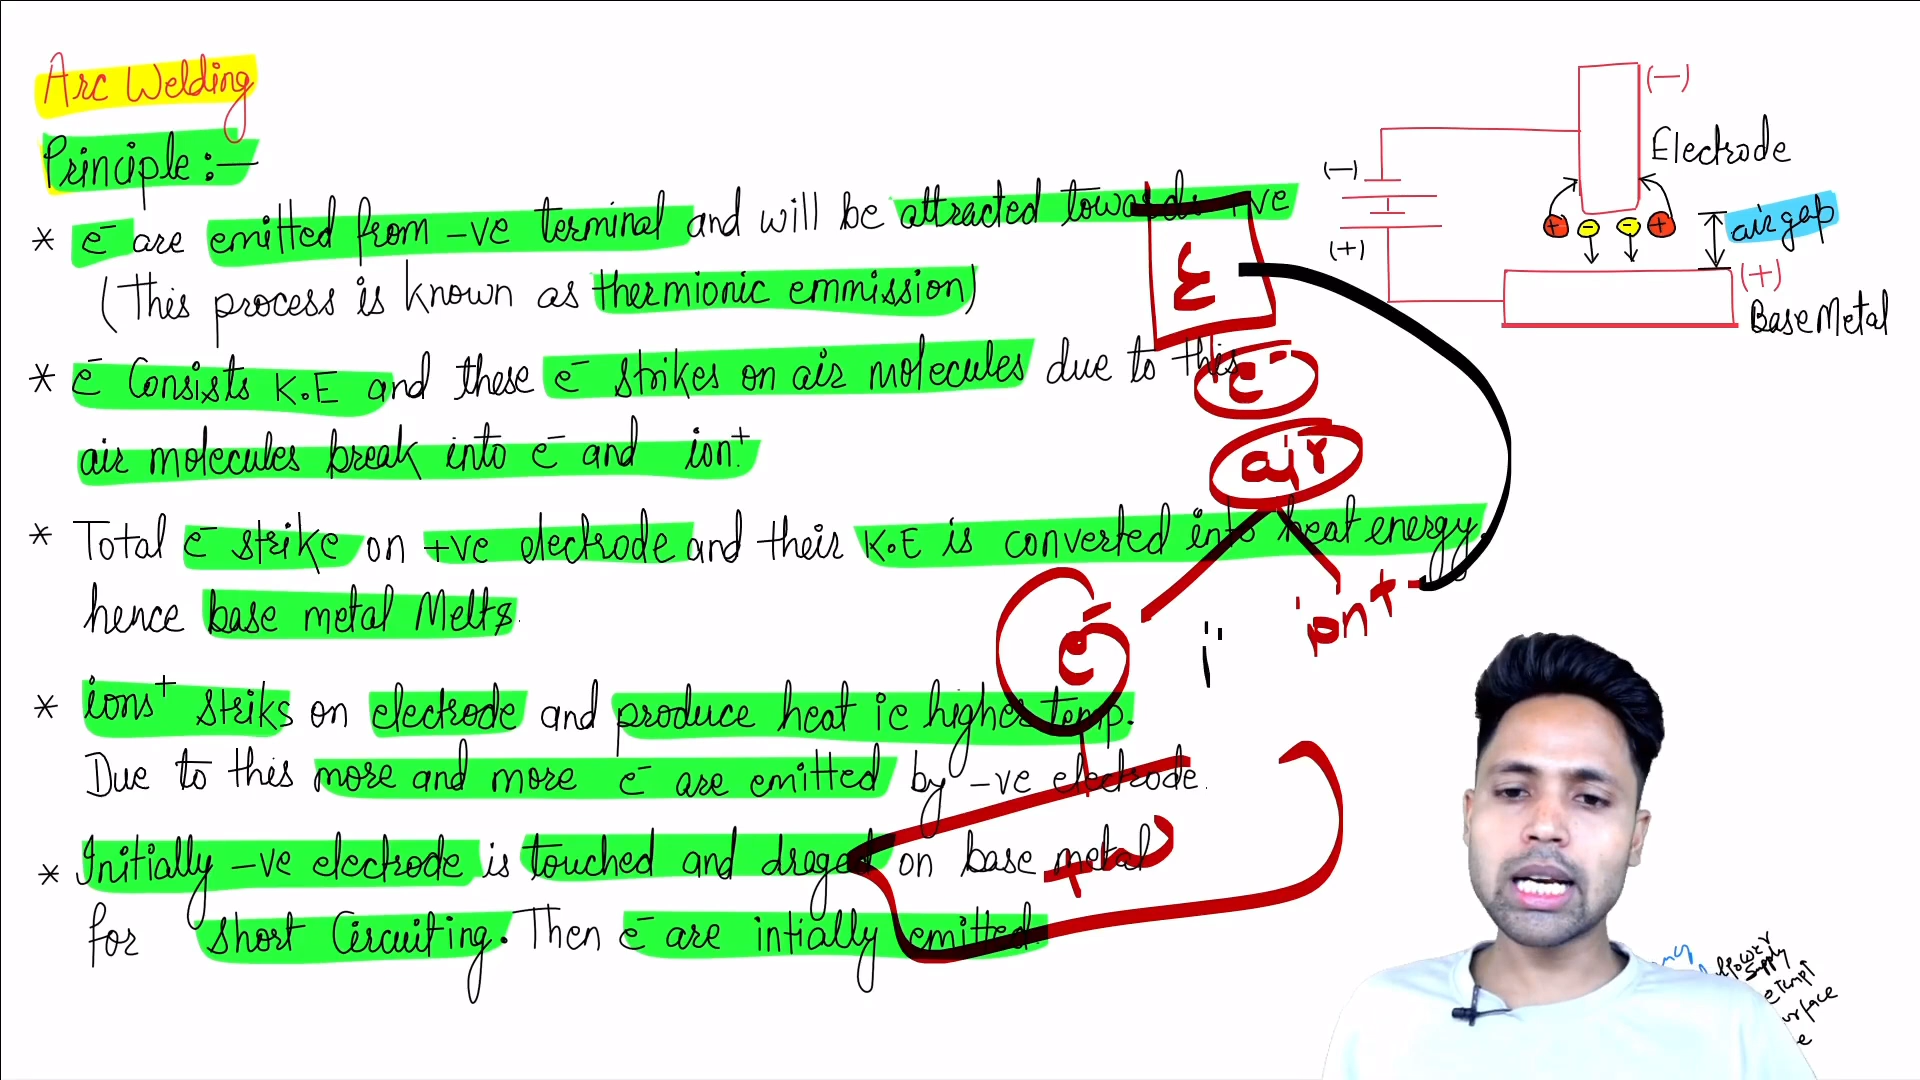 Arc Welding
Principle :—
* e⁻ are emitted from -ve terminal and will be attracted towards +ve
(This process is known as thermionic emmission)
* e⁻ Consists K.E and these e⁻ strikes on air molecules due to this
air molecules break into e⁻ and ion⁺.
* Total e⁻ strike on +ve electrode and their K.E is converted into heat energy.
hence base metal Melts.
* ions⁺ striks on electrode and produce heat ie higher temp.
Due to this more and more e⁻ are emitted by -ve electrode.
* Initially -ve electrode is touched and draged on base metal
for short Circuiting. Then e⁻ are intially emitted.
(—)
Electrode
(—)
(+)
+ - - +
air gap
(+)
Base Metal
e⁻
air
e⁻
ion+
Power
Supply